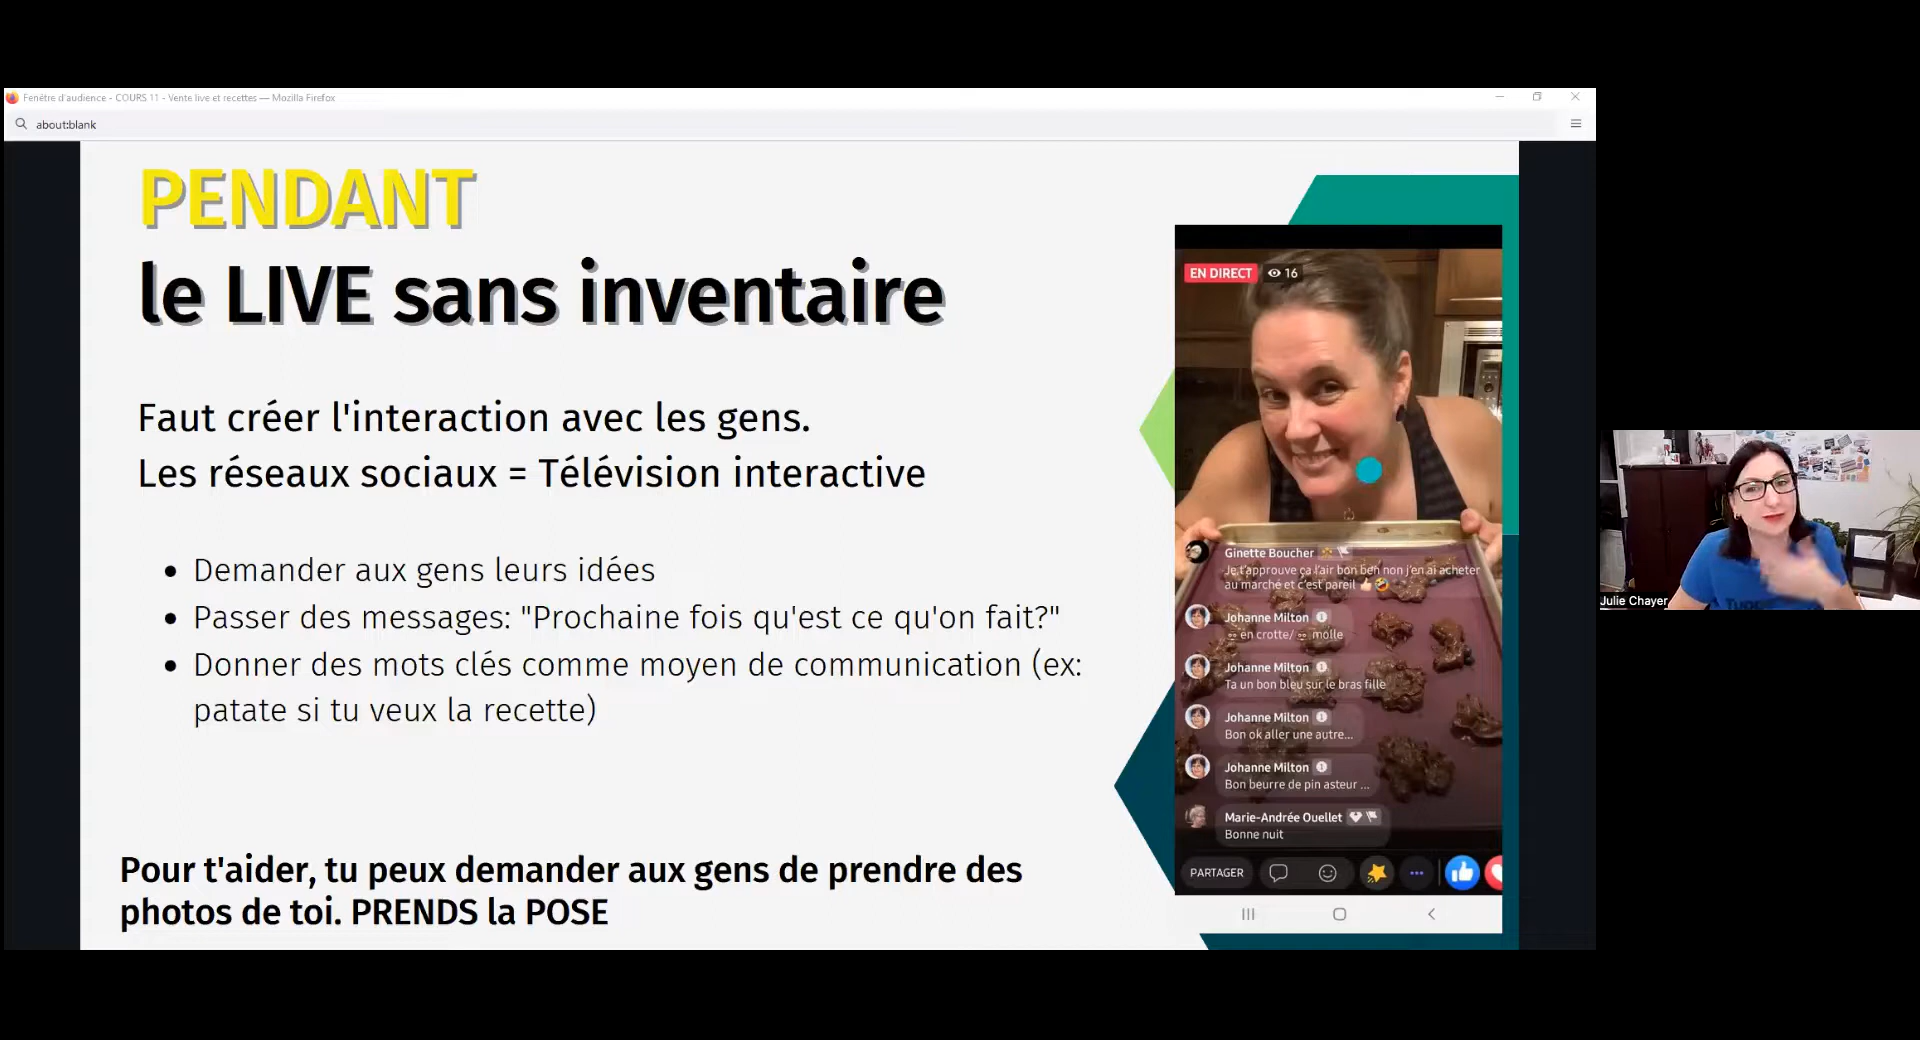 Fenêtre d'audience - COURS 11 - Vente live et recettes — Mozilla Firefox
about:blank
PENDANT
le LIVE sans inventaire
Faut créer l'interaction avec les gens.
Les réseaux sociaux = Télévision interactive
• Demander aux gens leurs idées
• Passer des messages: "Prochaine fois qu'est ce qu'on fait?"
• Donner des mots clés comme moyen de communication (ex:
patate si tu veux la recette)
Pour t'aider, tu peux demander aux gens de prendre des
photos de toi. PRENDS la POSE
EN DIRECT 16
Ginette Boucher
Je t'approuve ça l'air bon ben non j'en ai acheter
au marché et c'est pareil 👍🤣
Johanne Milton
en crotte/ molle
Johanne Milton
Ta un bon bleu sur le bras fille
Johanne Milton
Bon ok aller une autre...
Johanne Milton
Bon beurre de pin asteur ...
Marie-Andrée Ouellet
Bonne nuit
PARTAGER
Julie Chayer